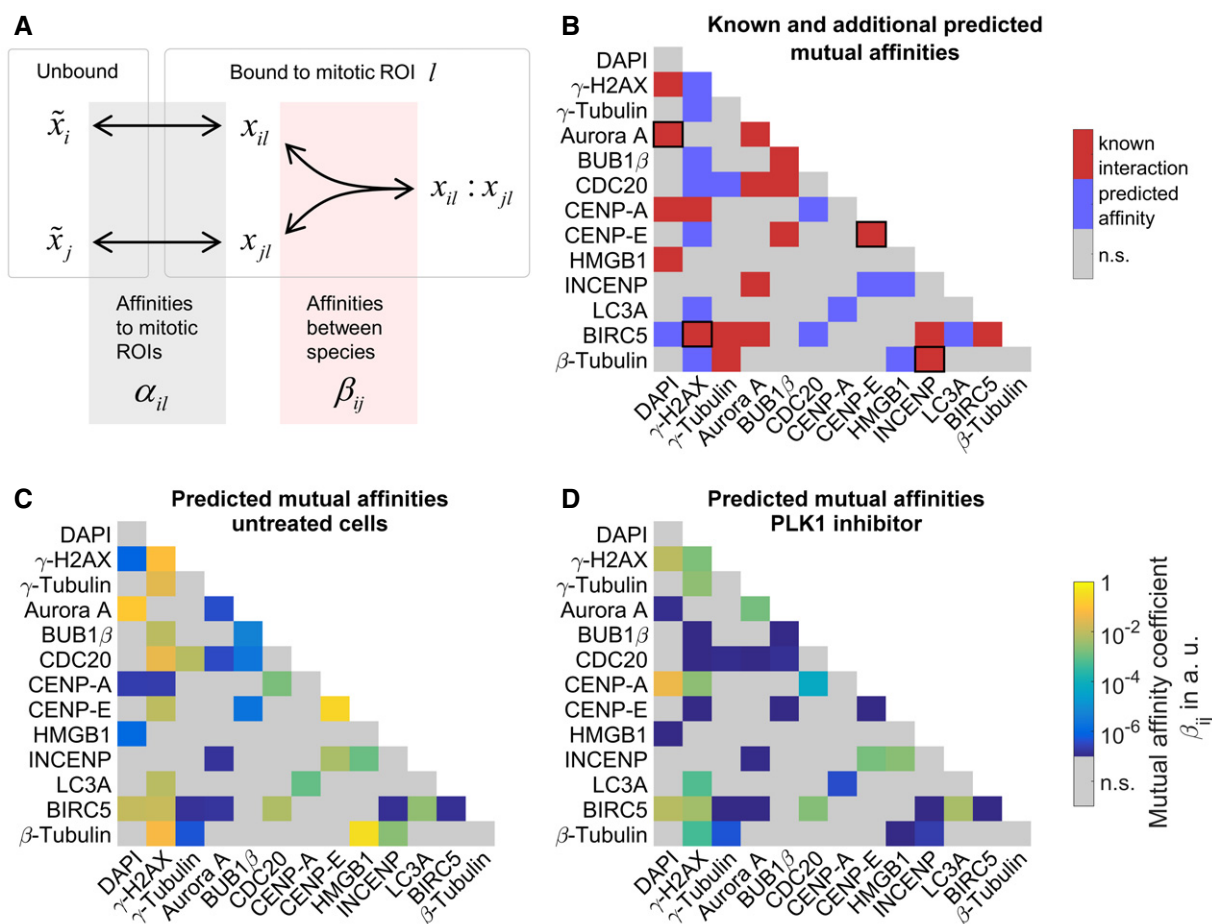 A
Unbound
Bound to mitotic ROI l
x̃i
xil
xil : xjl
x̃j
xjl
Affinities
to mitotic
ROIs
αil
Affinities
between
species
βij
B
Known and additional predicted
mutual affinities
DAPI
γ-H2AX
γ-Tubulin
Aurora A
BUB1β
CDC20
CENP-A
CENP-E
HMGB1
INCENP
LC3A
BIRC5
β-Tubulin
DAPI
γ-H2AX
γ-Tubulin
Aurora A
BUB1β
CDC20
CENP-A
CENP-E
HMGB1
INCENP
LC3A
BIRC5
β-Tubulin
known
interaction
predicted
affinity
n.s.
C
Predicted mutual affinities
untreated cells
DAPI
γ-H2AX
γ-Tubulin
Aurora A
BUB1β
CDC20
CENP-A
CENP-E
HMGB1
INCENP
LC3A
BIRC5
β-Tubulin
DAPI
γ-H2AX
γ-Tubulin
Aurora A
BUB1β
CDC20
CENP-A
CENP-E
HMGB1
INCENP
LC3A
BIRC5
β-Tubulin
D
Predicted mutual affinities
PLK1 inhibitor
DAPI
γ-H2AX
γ-Tubulin
Aurora A
BUB1β
CDC20
CENP-A
CENP-E
HMGB1
INCENP
LC3A
BIRC5
β-Tubulin
DAPI
γ-H2AX
γ-Tubulin
Aurora A
BUB1β
CDC20
CENP-A
CENP-E
HMGB1
INCENP
LC3A
BIRC5
β-Tubulin
1
10^-2
10^-4
10^-6
n.s.
Mutual affinity coefficient
βij in a. u.